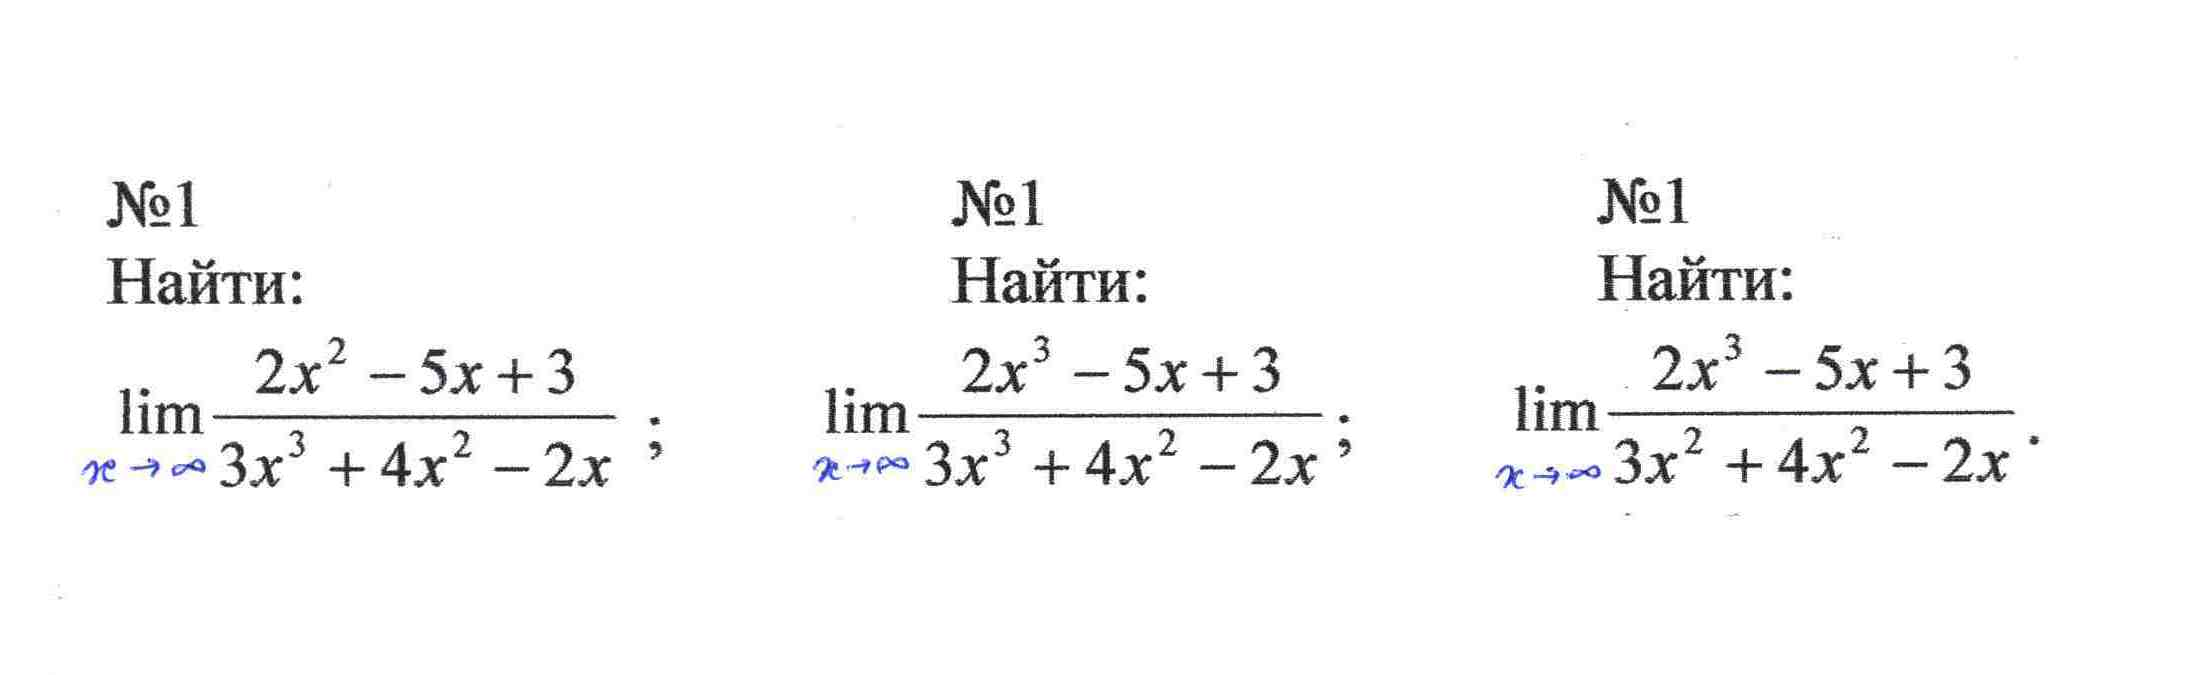 №1
Найти:
lim (2x² − 5x + 3)/(3x³ + 4x² − 2x) ;
x→∞
№1
Найти:
lim (2x³ − 5x + 3)/(3x³ + 4x² − 2x) ;
x→∞
№1
Найти:
lim (2x³ − 5x + 3)/(3x² + 4x² − 2x) .
x→∞